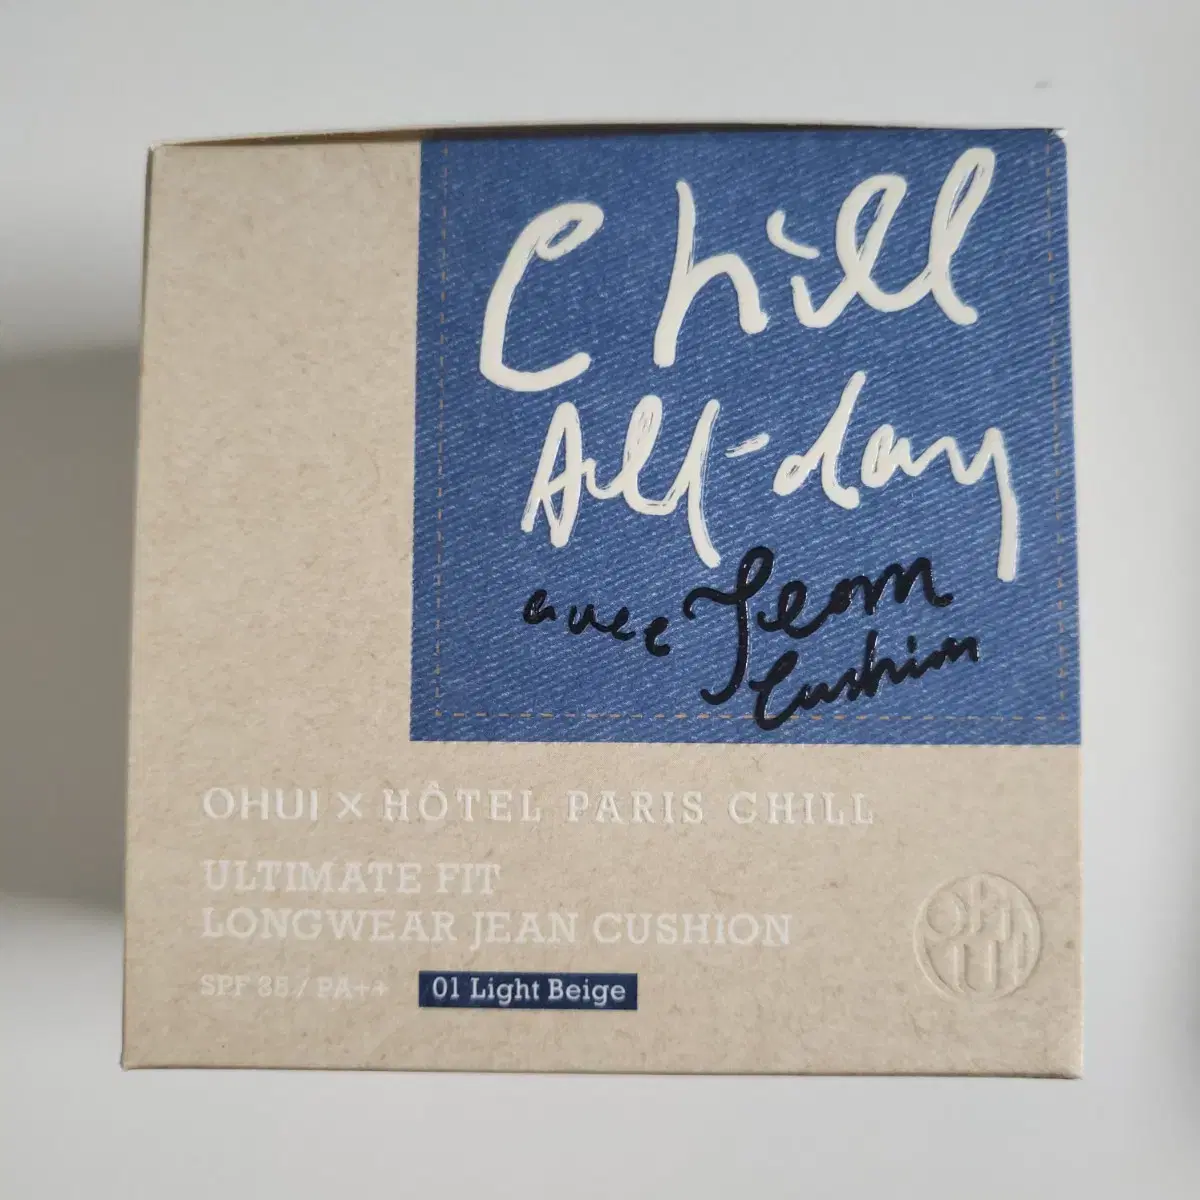 Chill
All-day
avec Jean
Cushion
OHUI X HÔTEL PARIS CHILL
ULTIMATE FIT
LONGWEAR JEAN CUSHION
SPF 35 / PA++
01 Light Beige
OHUI